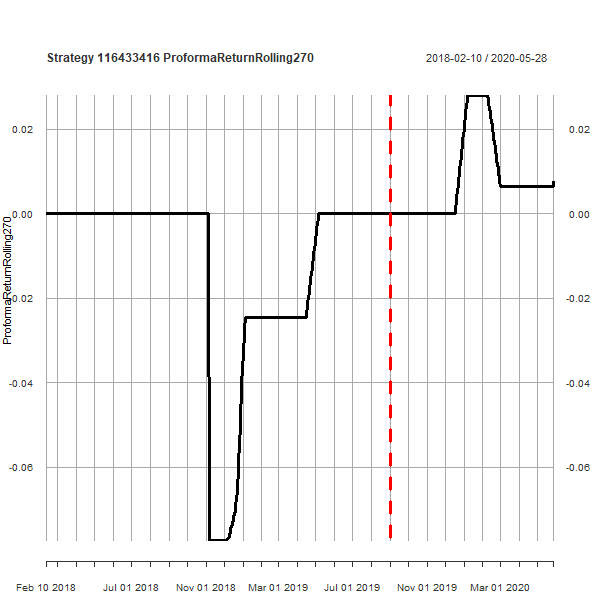 Strategy 116433416 ProformaReturnRolling270
2018-02-10 / 2020-05-28
0.02
0.02
0.00
0.00
ProformaReturnRolling270
-0.02
-0.02
-0.04
-0.04
-0.06
-0.06
Feb 10 2018
Jul 01 2018
Nov 01 2018
Mar 01 2019
Jul 01 2019
Nov 01 2019
Mar 01 2020